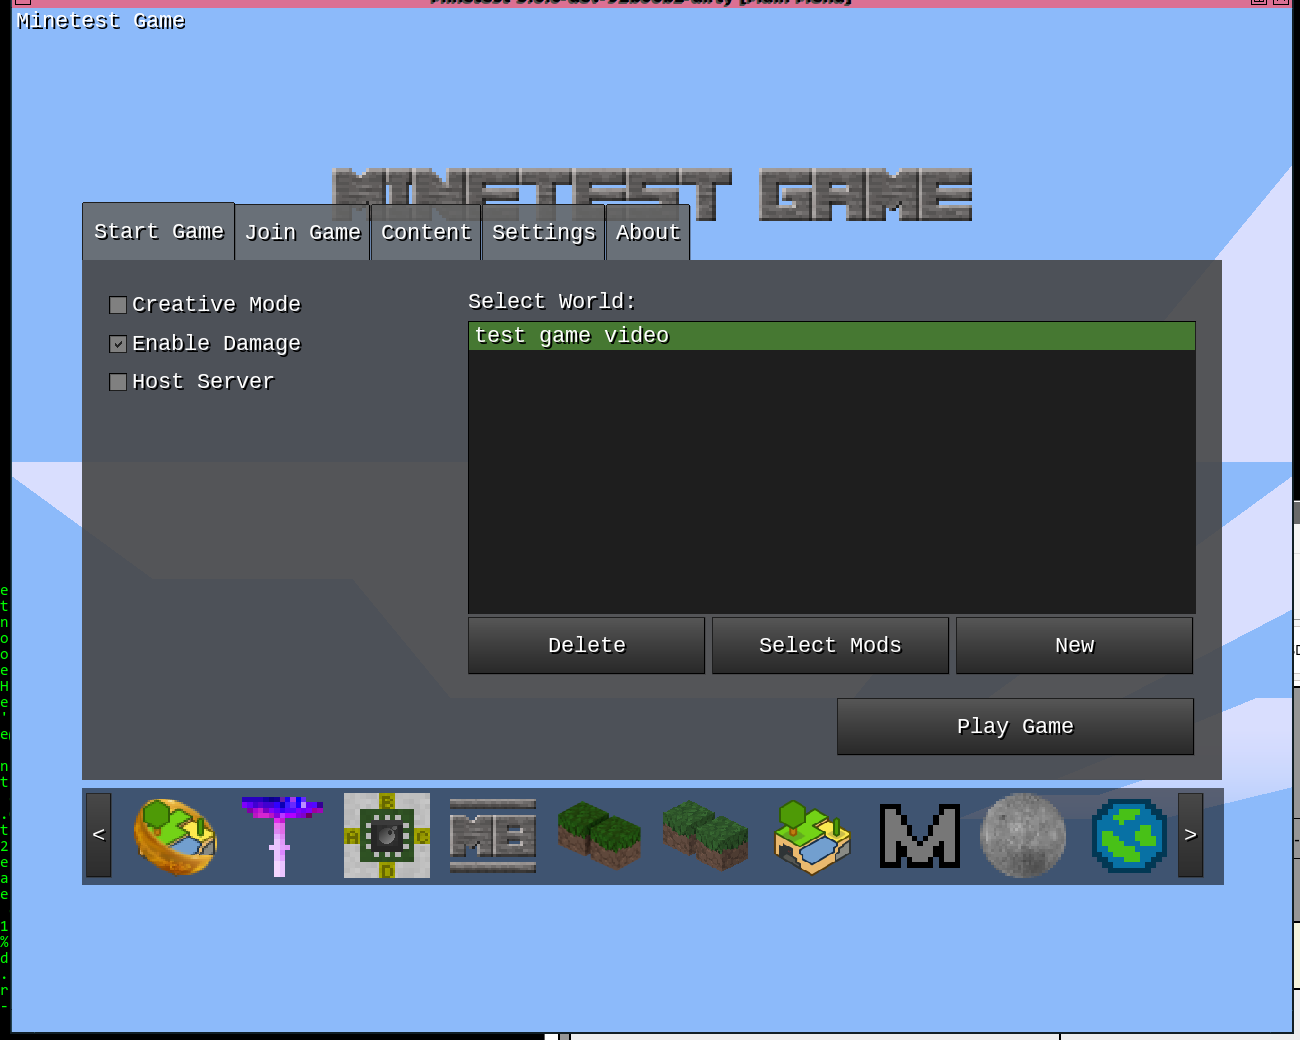 Minetest Game
MINETEST GAME
Start Game
Join Game
Content
Settings
About
Creative Mode
Enable Damage
Host Server
Select World:
test game video
Delete
Select Mods
New
Play Game
<
B
A
C
D
MB
M
>